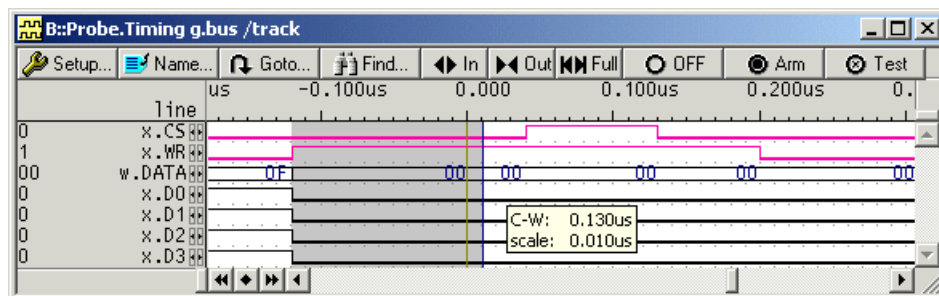 B::Probe.Timing g.bus /track
Setup... Name... Goto... Find... In Out Full OFF Arm Test
us -0.100us 0.000 0.100us 0.200us 0.
line
0 x.CS
1 x.WR
00 w.DATA 0F 00 00 00 00 00
0 x.D0
0 x.D1
0 x.D2
0 x.D3
C-W: 0.130us
scale: 0.010us